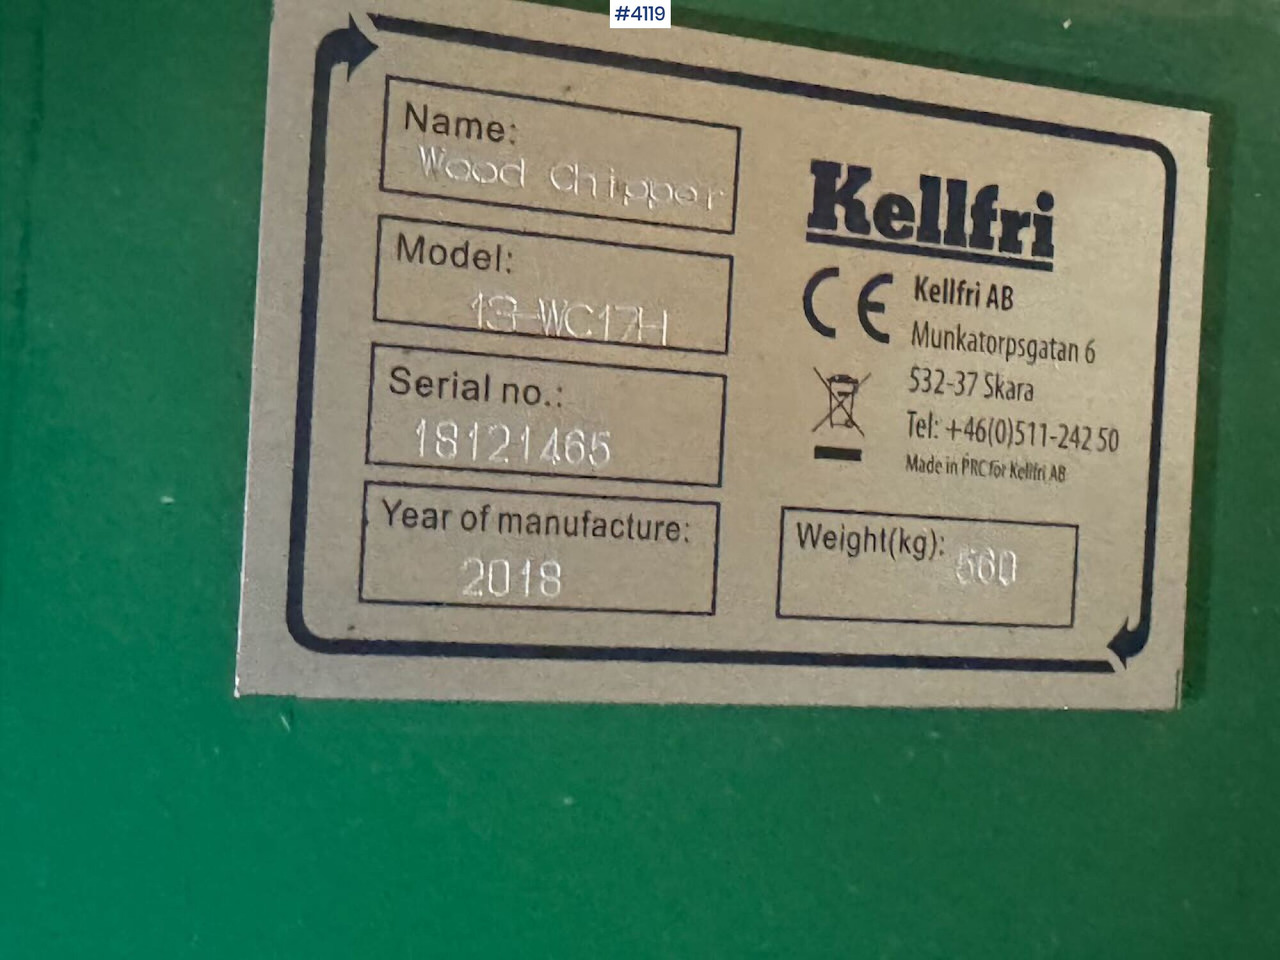 #4119
Name:
Wood Chipper
Model:
13-WC17H
Serial no.:
18121465
Year of manufacture:
2018
Kellfri
CE
Kellfri AB
Munkatorpsgatan 6
532-37 Skara
Tel: +46(0)511-242 50
Made in PRC för Kellfri AB
Weight(kg): 560